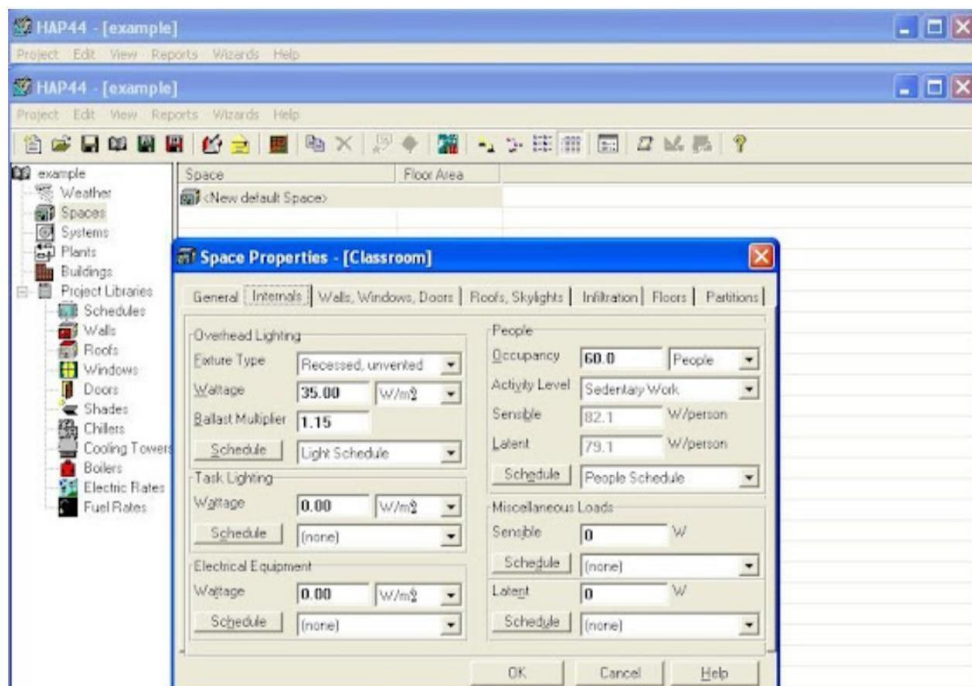 HAP44 - [example]
Project Edit View Reports Wizards Help
HAP44 - [example]
Project Edit View Reports Wizards Help
example
Weather
Spaces
Systems
Plants
Buildings
Project Libraries
Schedules
Walls
Roofs
Windows
Doors
Shades
Chillers
Cooling Towers
Boilers
Electric Rates
Fuel Rates
Space Floor Area
<New default Space>
Space Properties - [Classroom]
General Internals Walls, Windows, Doors Roofs, Skylights Infiltration Floors Partitions
Overhead Lighting
Fixture Type Recessed, unvented
Wattage 35.00 W/m2
Ballast Multiplier 1.15
Schedule Light Schedule
Task Lighting
Wattage 0.00 W/m2
Schedule (none)
Electrical Equipment
Wattage 0.00 W/m2
Schedule (none)
People
Occupancy 60.0 People
Activity Level Sedentary Work
Sensible 82.1 W/person
Latent 79.1 W/person
Schedule People Schedule
Miscellaneous Loads
Sensible 0 W
Schedule (none)
Latent 0 W
Schedule (none)
OK Cancel Help